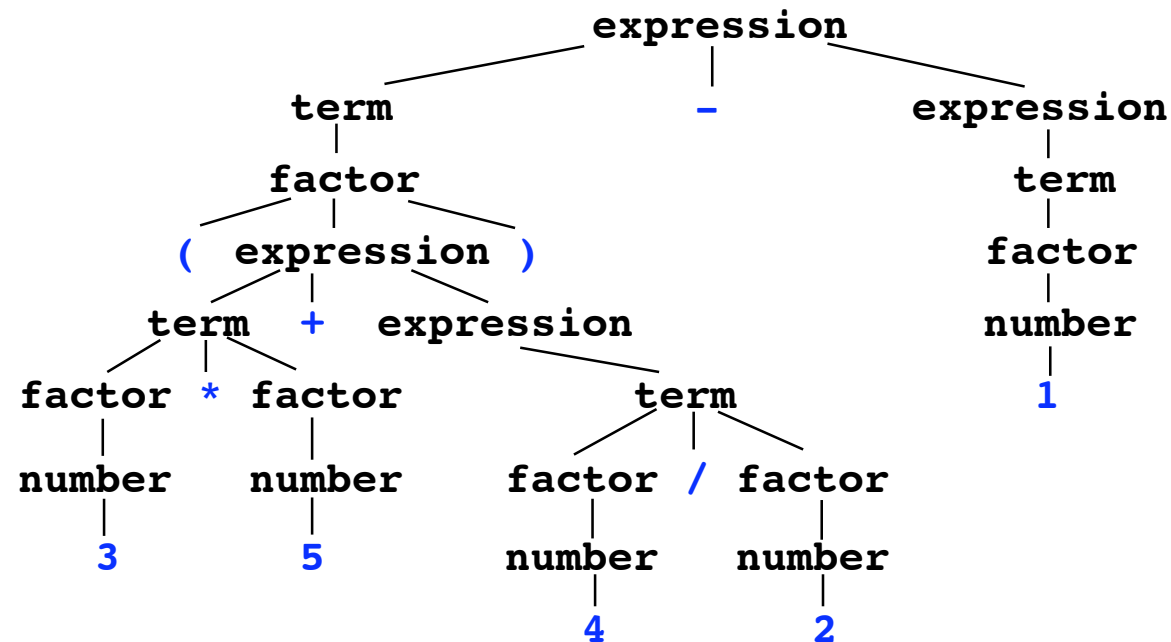 expression
term - expression
factor term
( expression ) factor
term + expression number
factor * factor term 1
number number factor / factor
3 5 number number
4 2